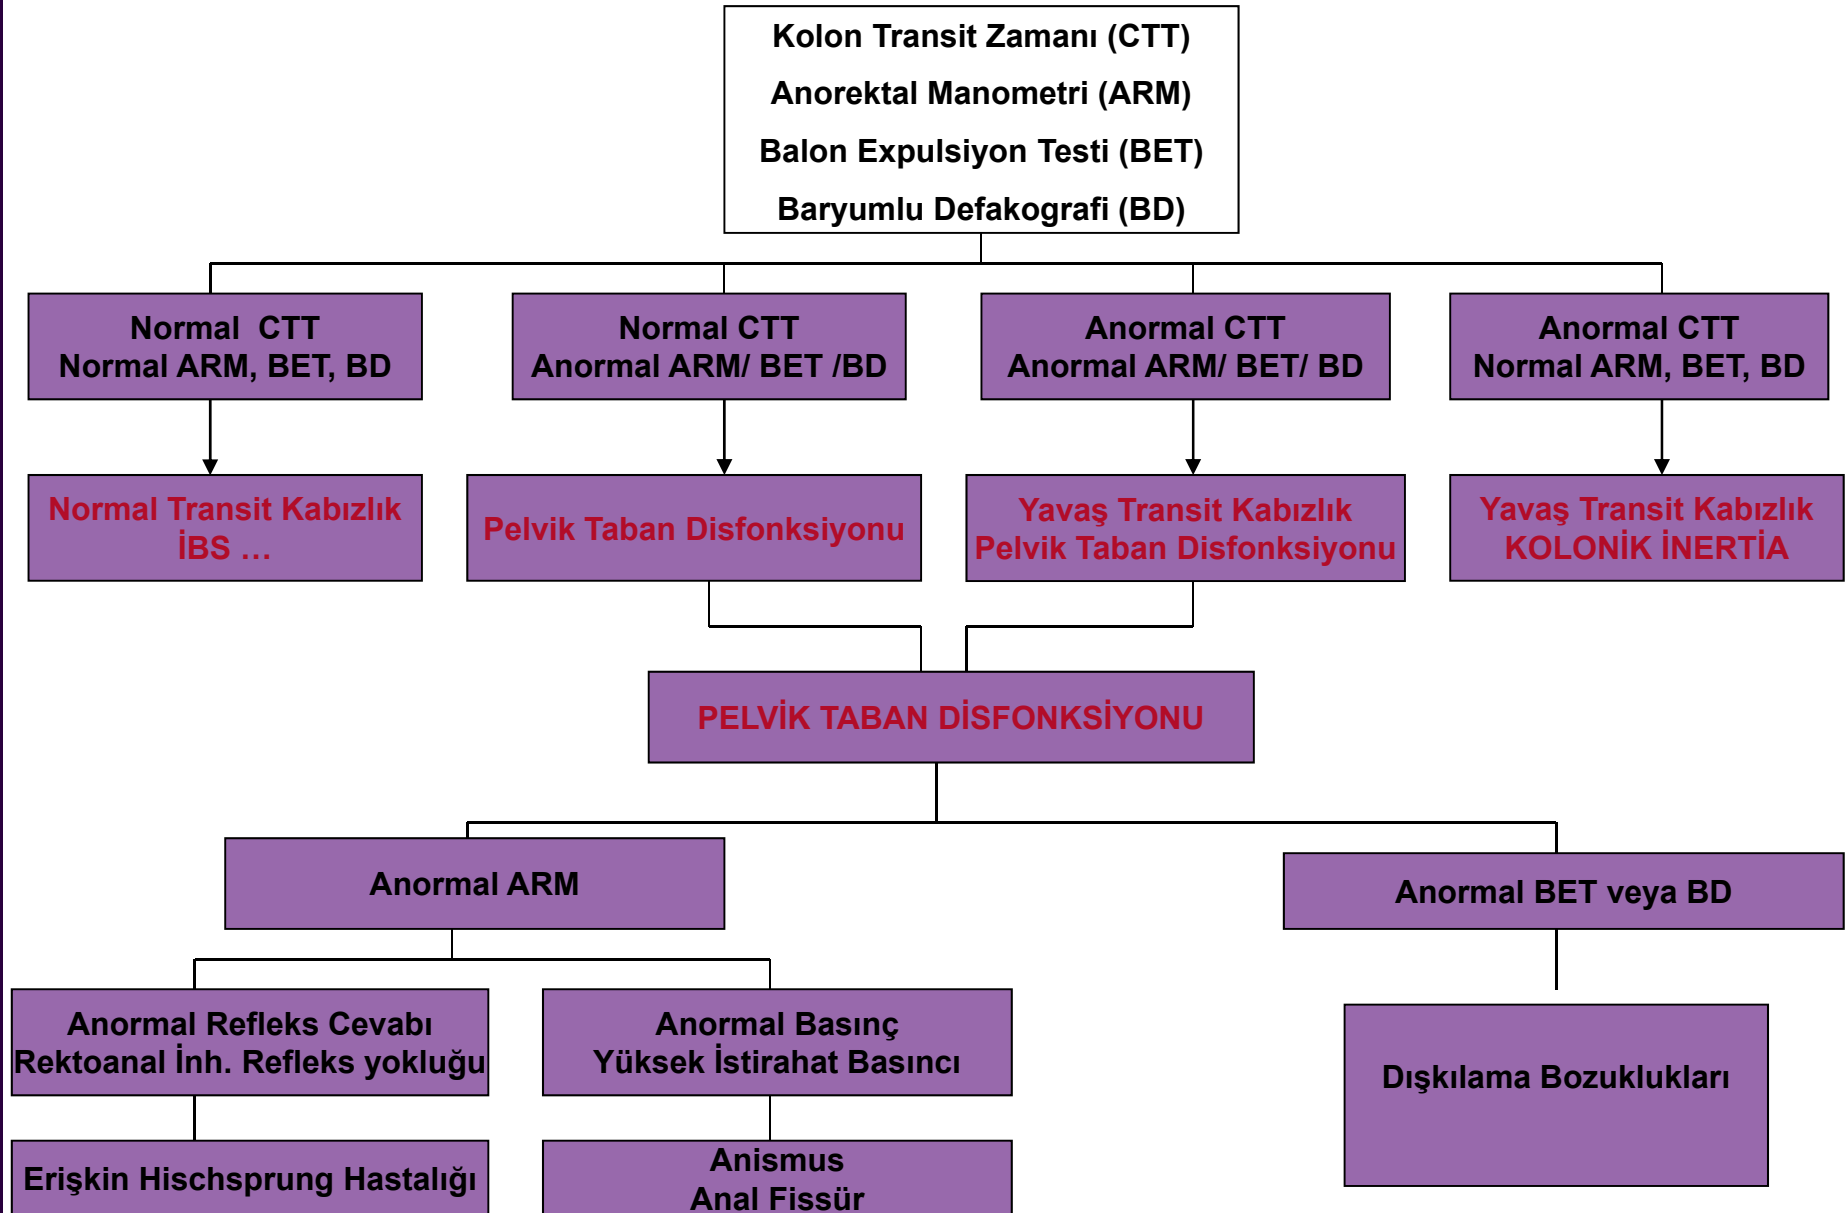 Kolon Transit Zamanı (CTT)
Anorektal Manometri (ARM)
Balon Expulsiyon Testi (BET)
Baryumlu Defakografi (BD)
Normal CTT
Normal ARM, BET, BD
Normal CTT
Anormal ARM/ BET /BD
Anormal CTT
Anormal ARM/ BET/ BD
Anormal CTT
Normal ARM, BET, BD
Normal Transit Kabızlık
İBS …
Pelvik Taban Disfonksiyonu
Yavaş Transit Kabızlık
Pelvik Taban Disfonksiyonu
Yavaş Transit Kabızlık
KOLONİK İNERTİA
PELVİK TABAN DİSFONKSİYONU
Anormal ARM
Anormal BET veya BD
Anormal Refleks Cevabı
Rektoanal İnh. Refleks yokluğu
Anormal Basınç
Yüksek İstirahat Basıncı
Dışkılama Bozuklukları
Erişkin Hischsprung Hastalığı
Anismus
Anal Fissür